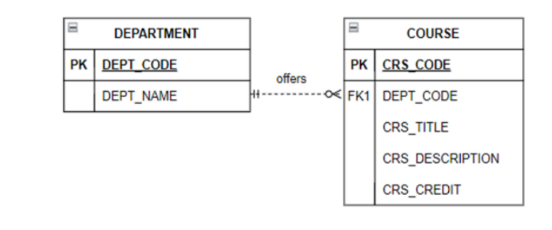 DEPARTMENT
PK DEPT_CODE
DEPT_NAME
offers
COURSE
PK CRS_CODE
FK1 DEPT_CODE
CRS_TITLE
CRS_DESCRIPTION
CRS_CREDIT